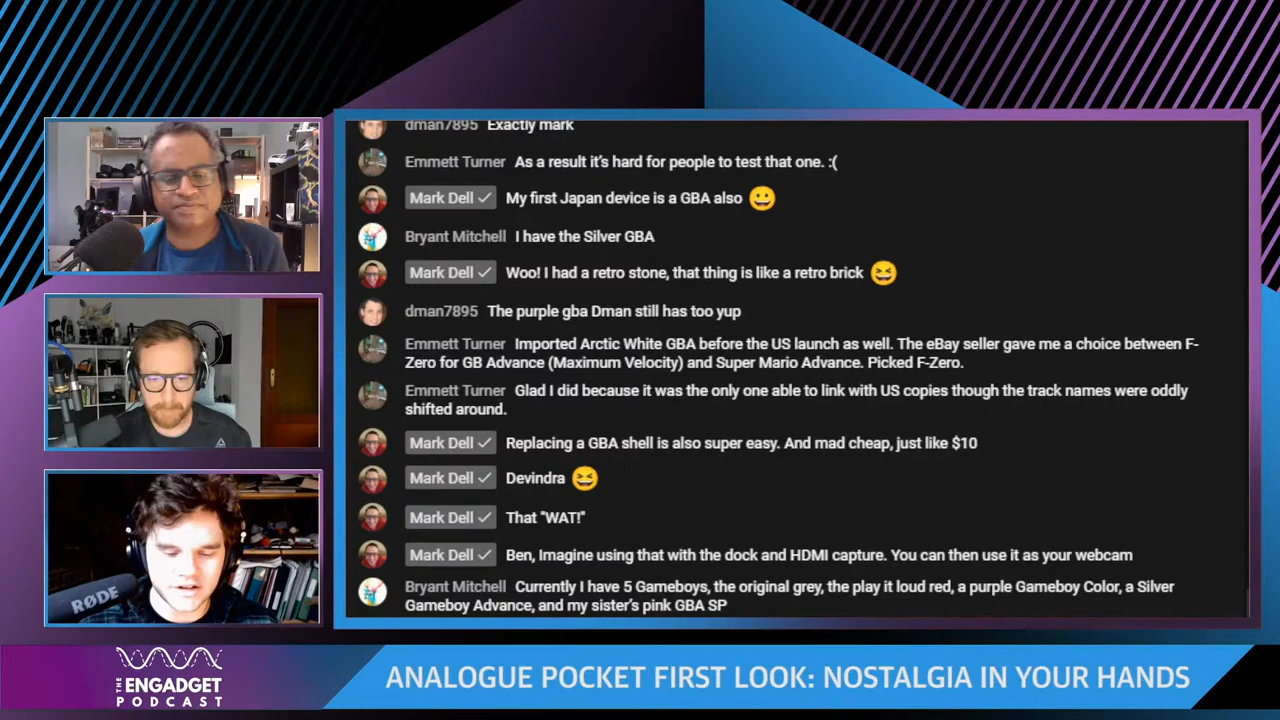 dman7895 Exactly mark
Emmett Turner As a result it's hard for people to test that one. :(
Mark Dell ✓ My first Japan device is a GBA also 😀
Bryant Mitchell I have the Silver GBA
Mark Dell ✓ Woo! I had a retro stone, that thing is like a retro brick 😆
dman7895 The purple gba Dman still has too yup
Emmett Turner Imported Arctic White GBA before the US launch as well. The eBay seller gave me a choice between F-
Zero for GB Advance (Maximum Velocity) and Super Mario Advance. Picked F-Zero.
Emmett Turner Glad I did because it was the only one able to link with US copies though the track names were oddly
shifted around.
Mark Dell ✓ Replacing a GBA shell is also super easy. And mad cheap, just like $10
Mark Dell ✓ Devindra 😆
Mark Dell ✓ That "WAT!"
Mark Dell ✓ Ben, Imagine using that with the dock and HDMI capture. You can then use it as your webcam
Bryant Mitchell Currently I have 5 Gameboys, the original grey, the play it loud red, a purple Gameboy Color, a Silver
Gameboy Advance, and my sister's pink GBA SP
RØDE
THE ENGADGET
PODCAST
ANALOGUE POCKET FIRST LOOK: NOSTALGIA IN YOUR HANDS